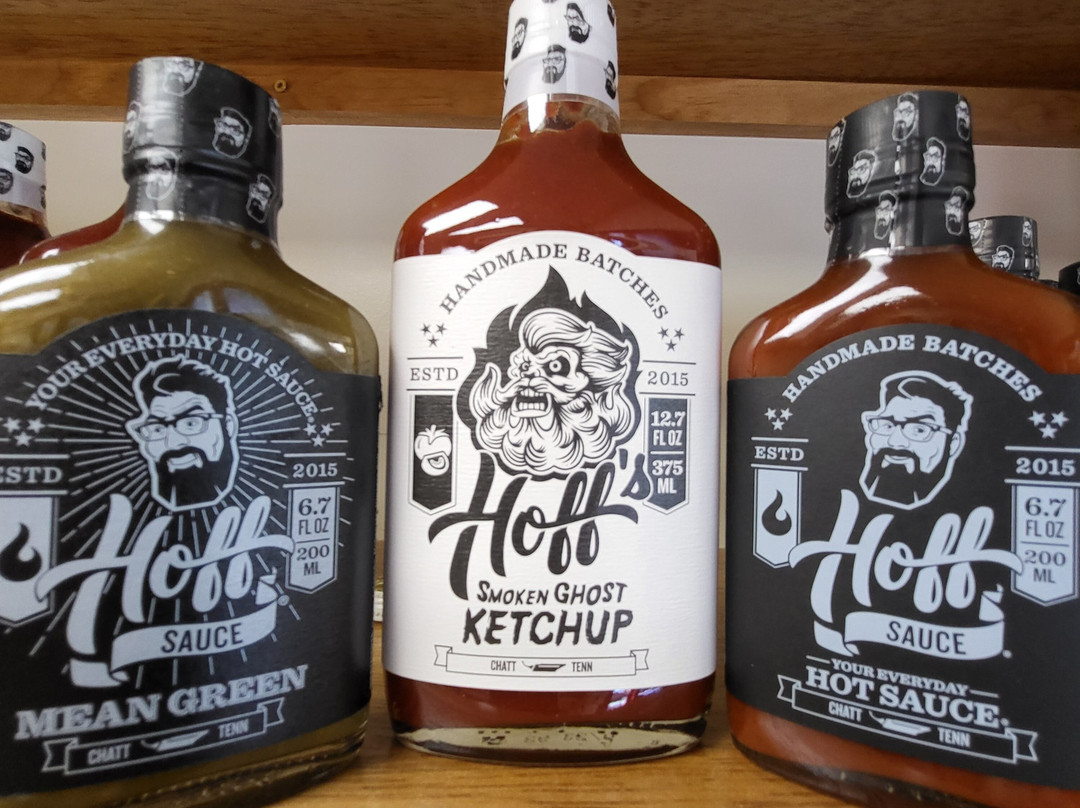 YOUR EVERYDAY HOT SAUCE
ESTD
2015
6.7
FL OZ
200
ML
Hoff
SAUCE
MEAN GREEN
CHATT TENN
HANDMADE BATCHES
ESTD
2015
12.7
FL OZ
375
ML
Hoff's
SMOKEN GHOST
KETCHUP
CHATT TENN
HANDMADE BATCHES
ESTD
2015
6.7
FL OZ
200
ML
Hoff
SAUCE
YOUR EVERYDAY
HOT SAUCE
CHATT TENN